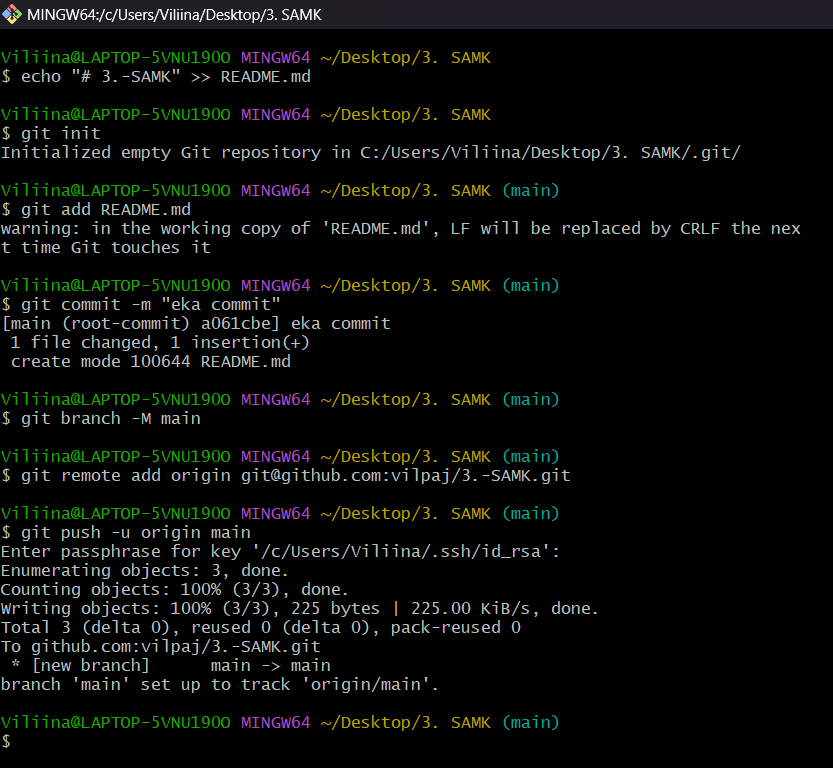 MINGW64:/c/Users/Viliina/Desktop/3. SAMK
Viliina@LAPTOP-5VNU190O MINGW64 ~/Desktop/3. SAMK
$ echo "# 3.-SAMK" >> README.md
Viliina@LAPTOP-5VNU190O MINGW64 ~/Desktop/3. SAMK
$ git init
Initialized empty Git repository in C:/Users/Viliina/Desktop/3. SAMK/.git/
Viliina@LAPTOP-5VNU190O MINGW64 ~/Desktop/3. SAMK (main)
$ git add README.md
warning: in the working copy of 'README.md', LF will be replaced by CRLF the nex
t time Git touches it
Viliina@LAPTOP-5VNU190O MINGW64 ~/Desktop/3. SAMK (main)
$ git commit -m "eka commit"
[main (root-commit) a061cbe] eka commit
 1 file changed, 1 insertion(+)
 create mode 100644 README.md
Viliina@LAPTOP-5VNU190O MINGW64 ~/Desktop/3. SAMK (main)
$ git branch -M main
Viliina@LAPTOP-5VNU190O MINGW64 ~/Desktop/3. SAMK (main)
$ git remote add origin git@github.com:vilpaj/3.-SAMK.git
Viliina@LAPTOP-5VNU190O MINGW64 ~/Desktop/3. SAMK (main)
$ git push -u origin main
Enter passphrase for key '/c/Users/Viliina/.ssh/id_rsa':
Enumerating objects: 3, done.
Counting objects: 100% (3/3), done.
Writing objects: 100% (3/3), 225 bytes | 225.00 KiB/s, done.
Total 3 (delta 0), reused 0 (delta 0), pack-reused 0
To github.com:vilpaj/3.-SAMK.git
 * [new branch]      main -> main
branch 'main' set up to track 'origin/main'.
Viliina@LAPTOP-5VNU190O MINGW64 ~/Desktop/3. SAMK (main)
$